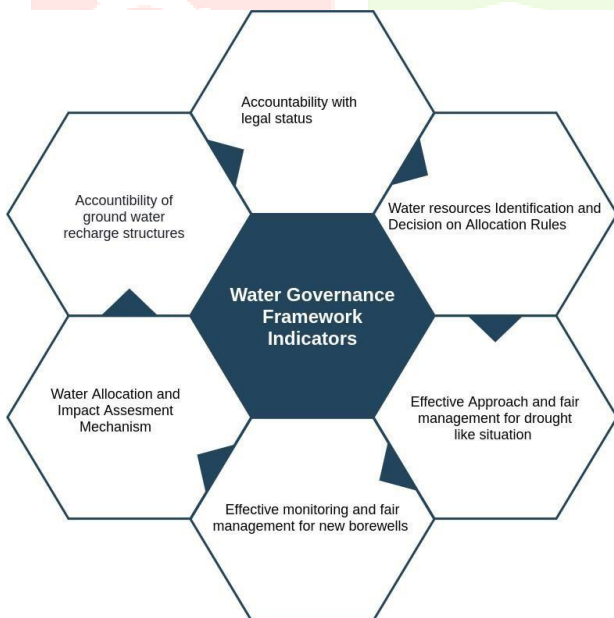 Accountability with
legal status
Accountibility of
ground water
recharge structures
Water resources Identification and
Decision on Allocation Rules
Water Governance
Framework
Indicators
Water Allocation and
Impact Assesment
Mechanism
Effective Approach and fair
management for drought
like situation
Effective monitoring and fair
management for new borewells